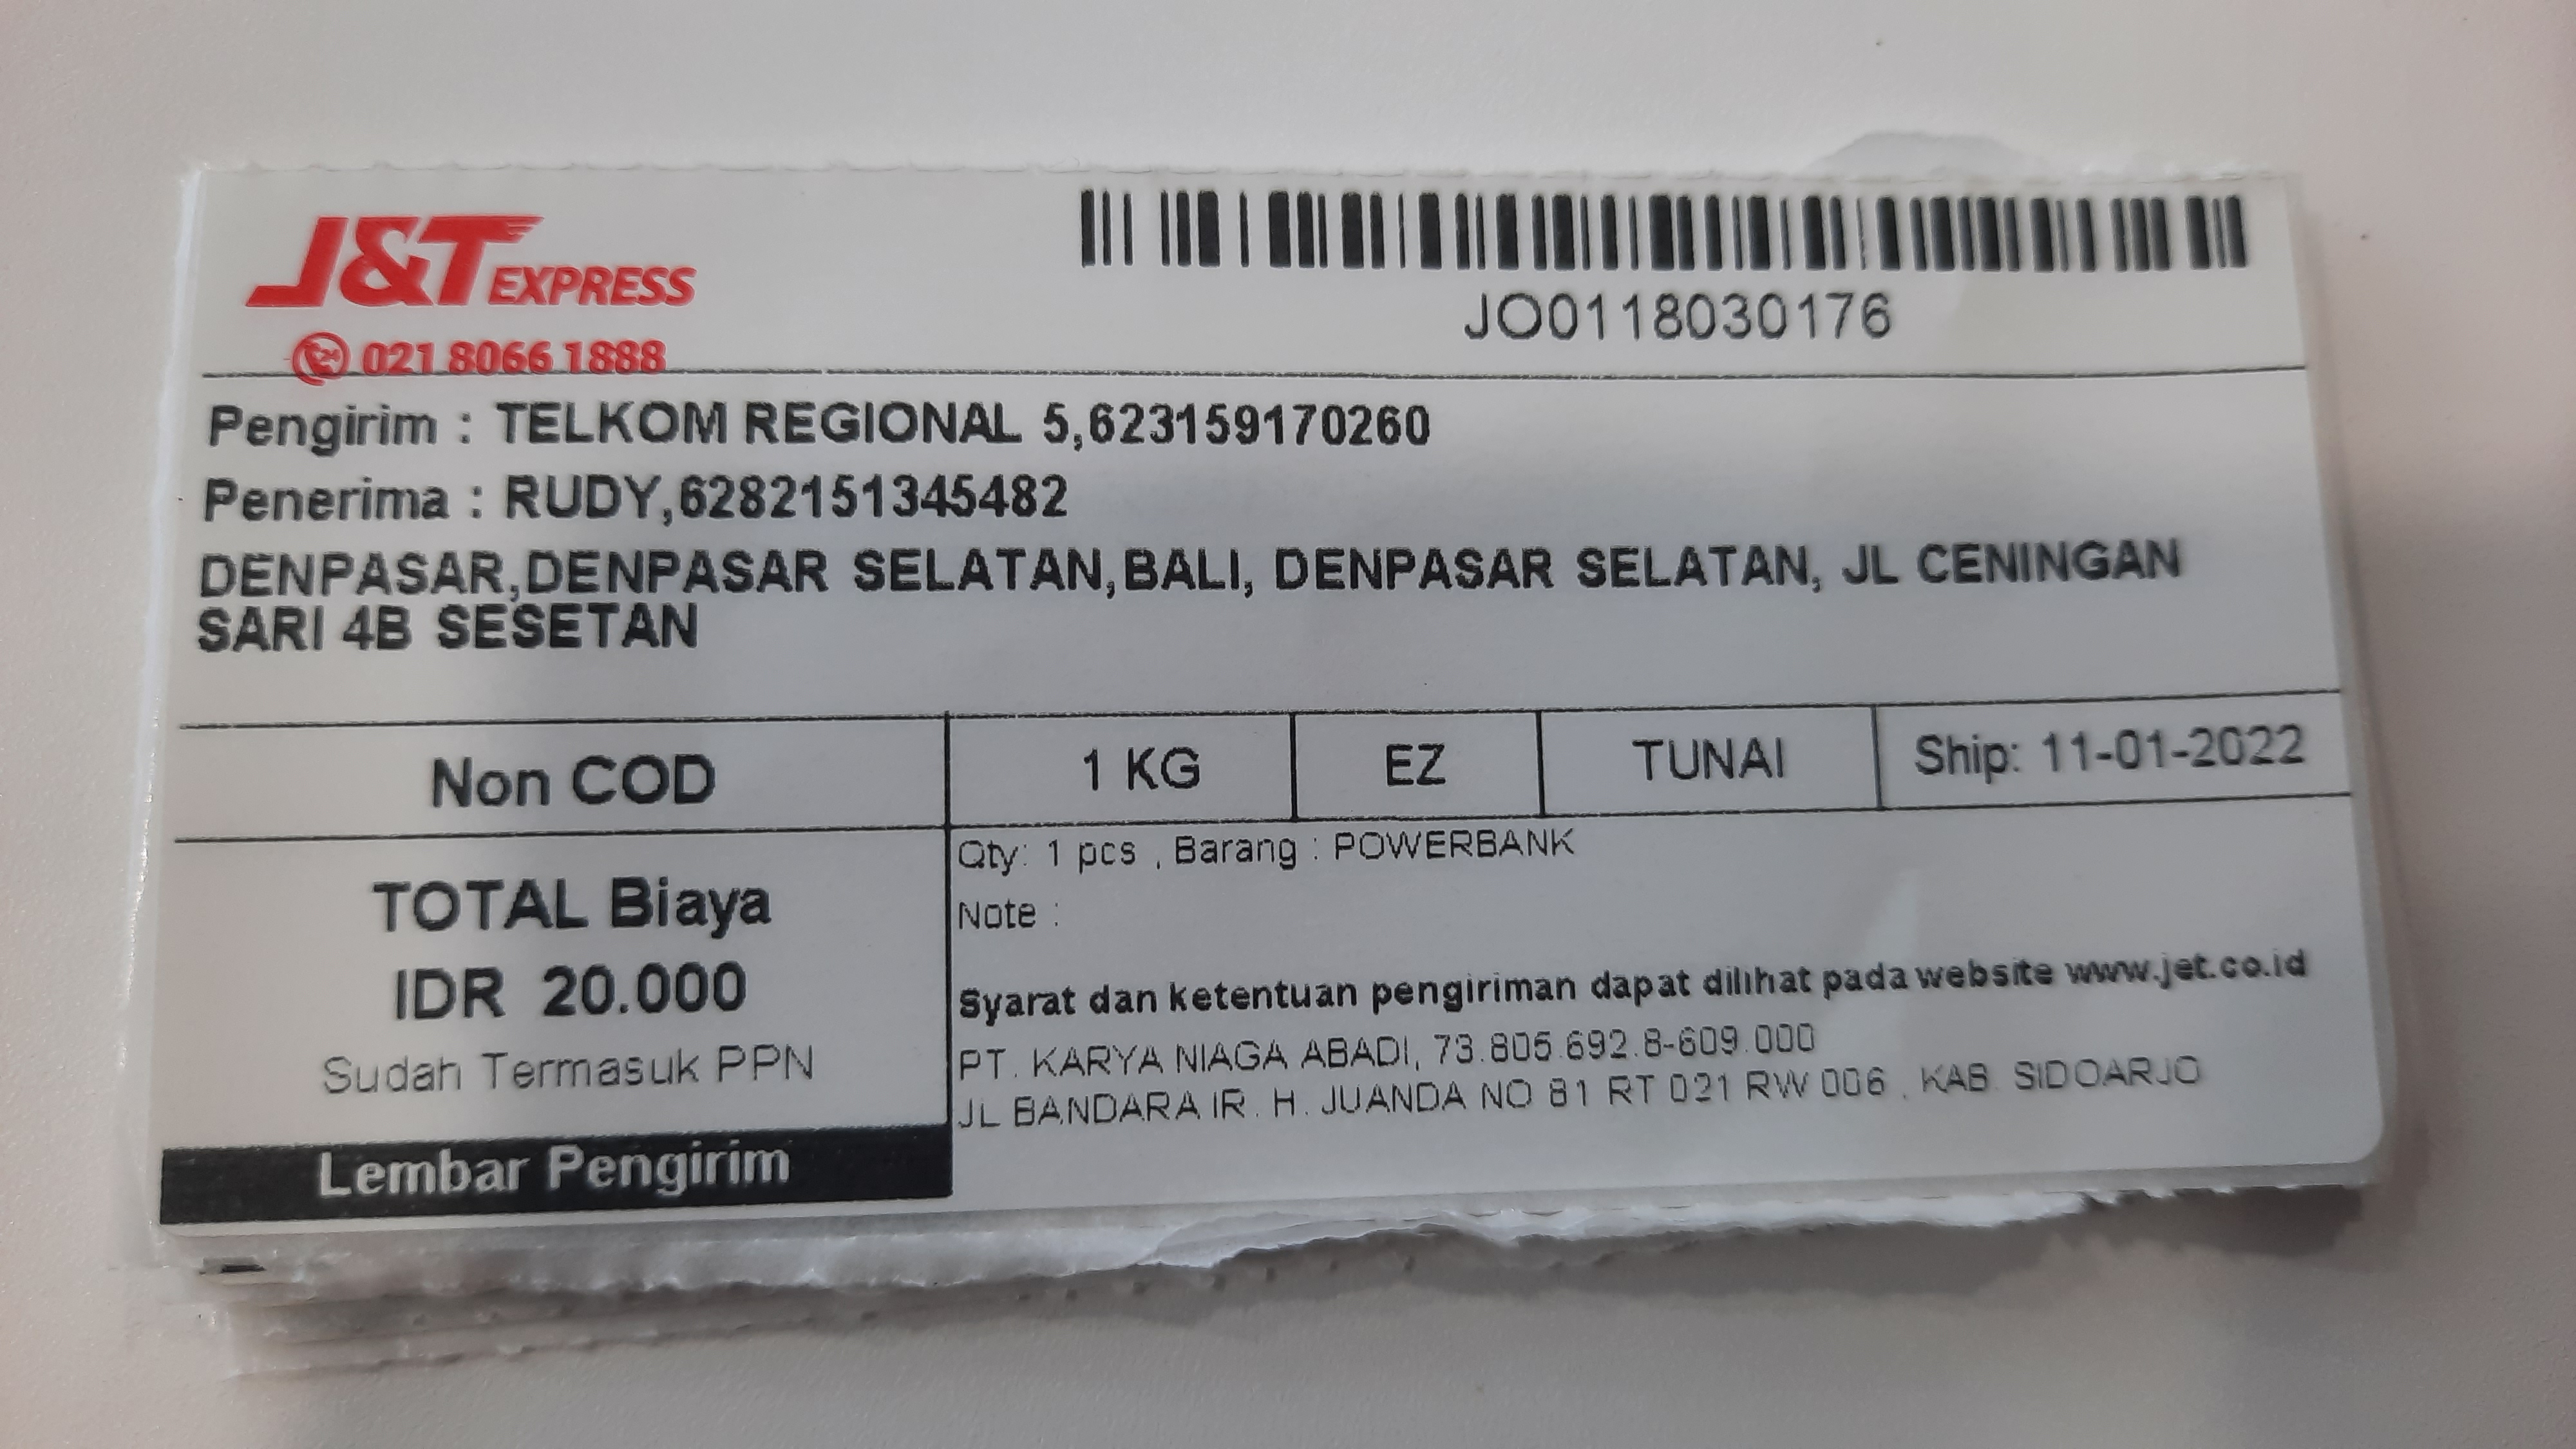 J&T EXPRESS
021 8066 1888
JO0118030176
Pengirim : TELKOM REGIONAL 5,623159170260
Penerima : RUDY,6282151345482
DENPASAR,DENPASAR SELATAN,BALI, DENPASAR SELATAN, JL CENINGAN
SARI 4B SESETAN
Non COD 1 KG EZ TUNAI Ship: 11-01-2022
TOTAL Biaya
IDR 20.000
Sudah Termasuk PPN
Lembar Pengirim
Qty: 1 pcs , Barang : POWERBANK
Note :
Syarat dan ketentuan pengiriman dapat dilihat pada website www.jet.co.id
PT. KARYA NIAGA ABADI, 73.805.692.8-609.000
JL BANDARA IR. H. JUANDA NO 81 RT 021 RW 006 , KAB. SIDOARJO